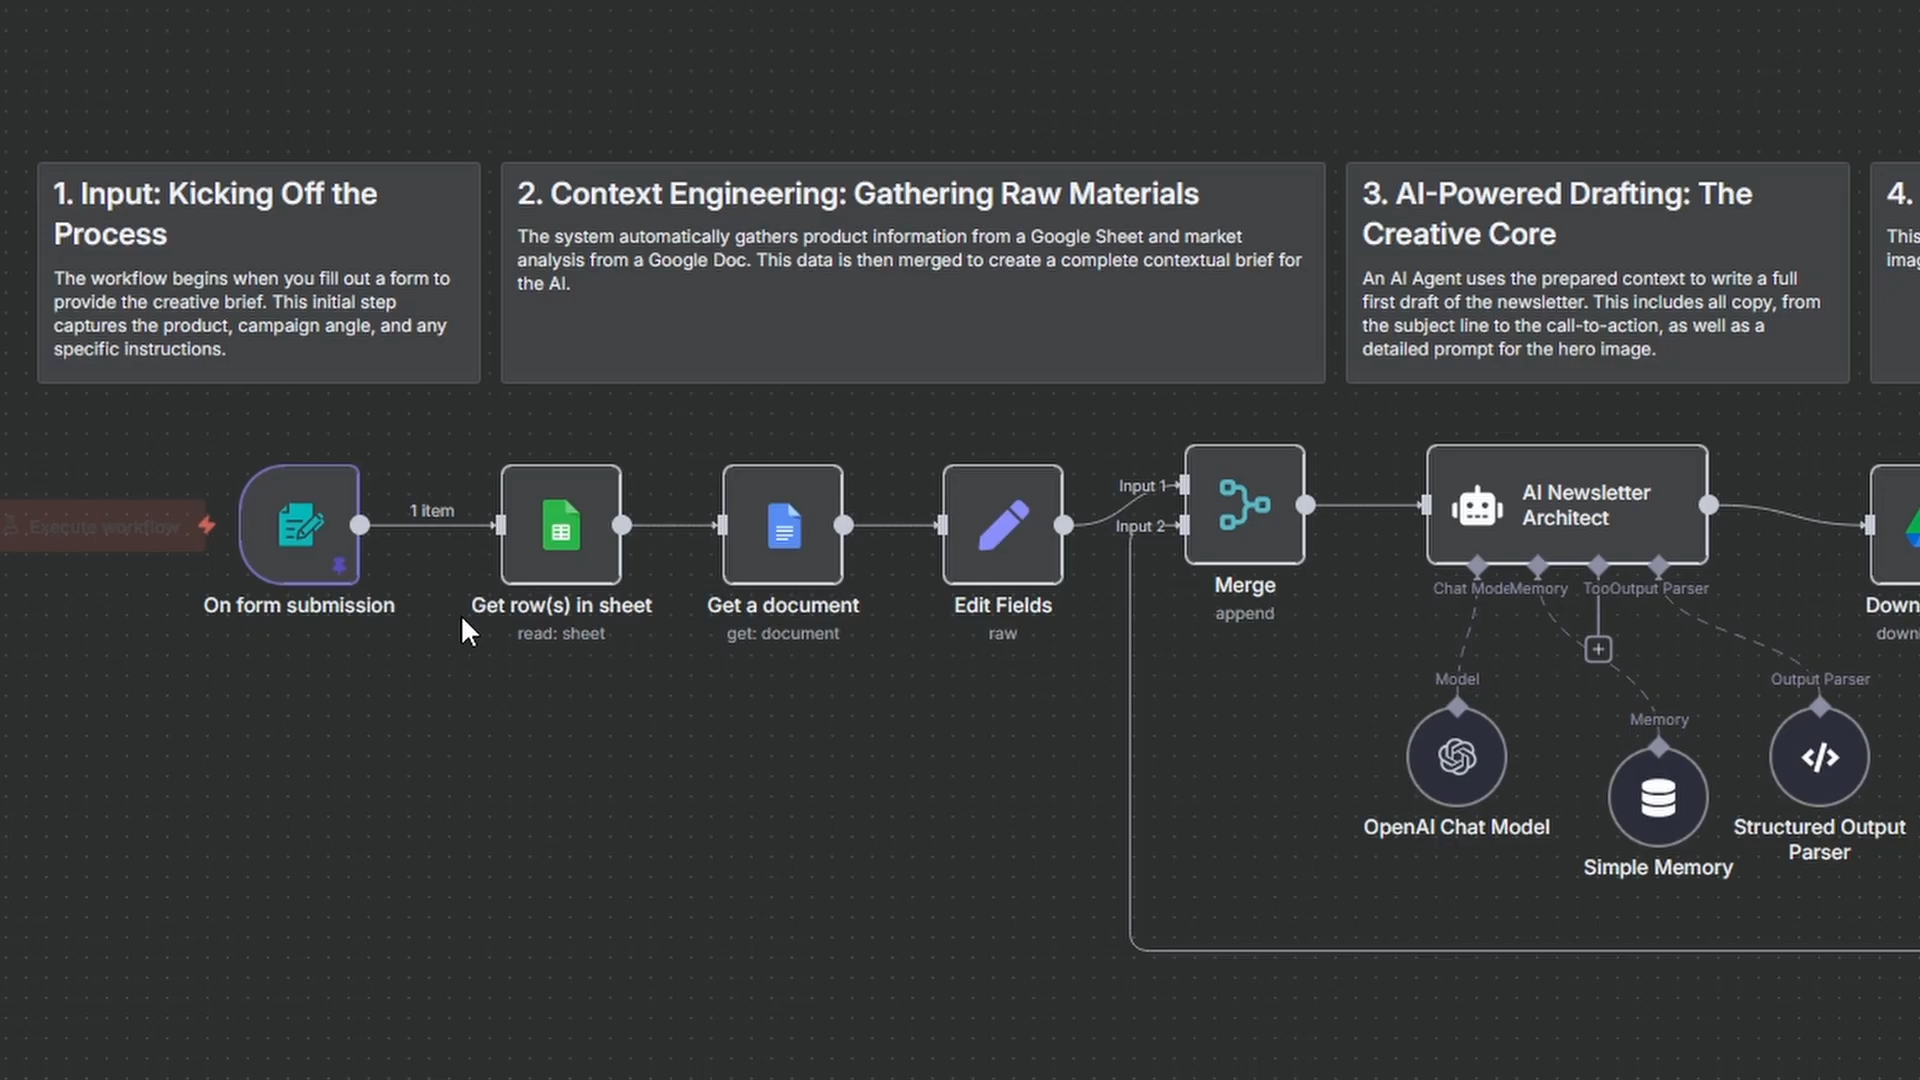 1. Input: Kicking Off the
Process
The workflow begins when you fill out a form to
provide the creative brief. This initial step
captures the product, campaign angle, and any
specific instructions.
2. Context Engineering: Gathering Raw Materials
The system automatically gathers product information from a Google Sheet and market
analysis from a Google Doc. This data is then merged to create a complete contextual brief for
the AI.
3. AI-Powered Drafting: The
Creative Core
An AI Agent uses the prepared context to write a full
first draft of the newsletter. This includes all copy, from
the subject line to the call-to-action, as well as a
detailed prompt for the hero image.
4.
This
imag
Execute workflow
1 item
On form submission
Get row(s) in sheet
read: sheet
Get a document
get: document
Edit Fields
raw
Input 1
Input 2
Merge
append
AI Newsletter
Architect
Chat Mode
Memory
Too
Output Parser
Down
downl
Model
OpenAI Chat Model
Memory
Simple Memory
Output Parser
Structured Output
Parser